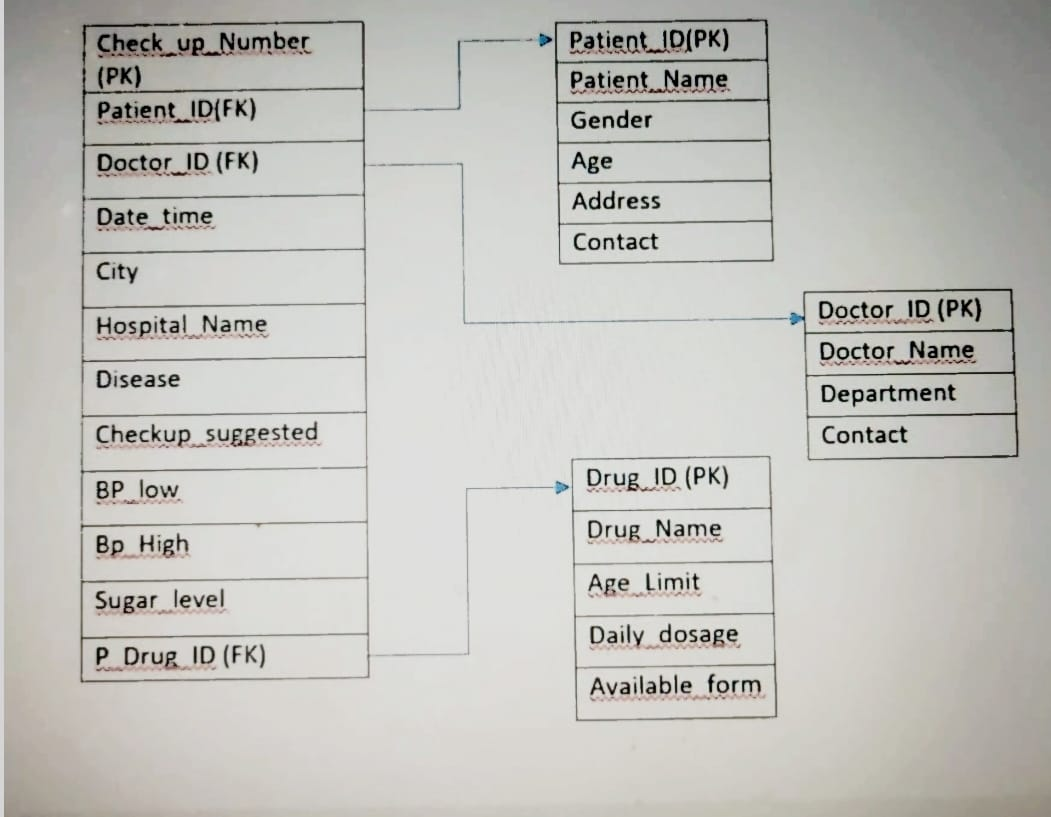 Check_up_Number
(PK)
Patient_ID(FK)
Doctor_ID (FK)
Date_time
City
Hospital_Name
Disease
Checkup_suggested
BP_low
Bp_High
Sugar_level
P_Drug_ID (FK)
Patient_ID(PK)
Patient_Name
Gender
Age
Address
Contact
Doctor_ID (PK)
Doctor_Name
Department
Contact
Drug_ID (PK)
Drug_Name
Age_Limit
Daily_dosage
Available_form